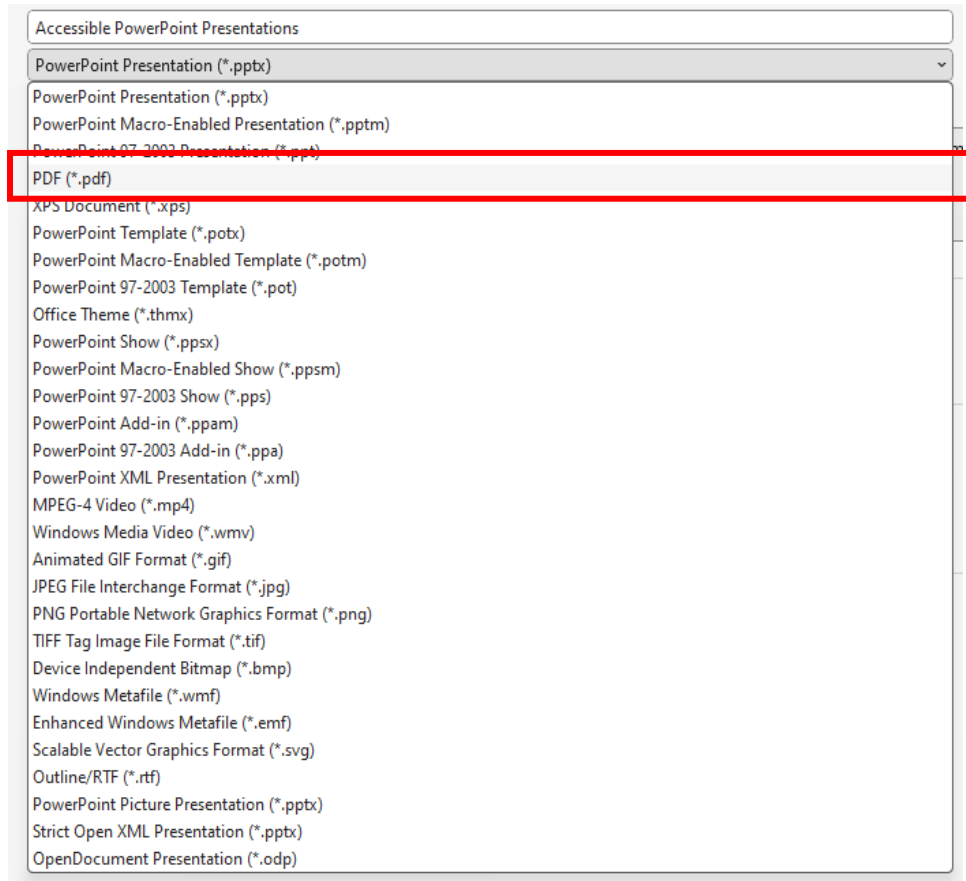 Accessible PowerPoint Presentations
PowerPoint Presentation (*.pptx)
PowerPoint Presentation (*.pptx)
PowerPoint Macro-Enabled Presentation (*.pptm)
PowerPoint 97-2003 Presentation (*.ppt)
PDF (*.pdf)
XPS Document (*.xps)
PowerPoint Template (*.potx)
PowerPoint Macro-Enabled Template (*.potm)
PowerPoint 97-2003 Template (*.pot)
Office Theme (*.thmx)
PowerPoint Show (*.ppsx)
PowerPoint Macro-Enabled Show (*.ppsm)
PowerPoint 97-2003 Show (*.pps)
PowerPoint Add-in (*.ppam)
PowerPoint 97-2003 Add-in (*.ppa)
PowerPoint XML Presentation (*.xml)
MPEG-4 Video (*.mp4)
Windows Media Video (*.wmv)
Animated GIF Format (*.gif)
JPEG File Interchange Format (*.jpg)
PNG Portable Network Graphics Format (*.png)
TIFF Tag Image File Format (*.tif)
Device Independent Bitmap (*.bmp)
Windows Metafile (*.wmf)
Enhanced Windows Metafile (*.emf)
Scalable Vector Graphics Format (*.svg)
Outline/RTF (*.rtf)
PowerPoint Picture Presentation (*.pptx)
Strict Open XML Presentation (*.pptx)
OpenDocument Presentation (*.odp)